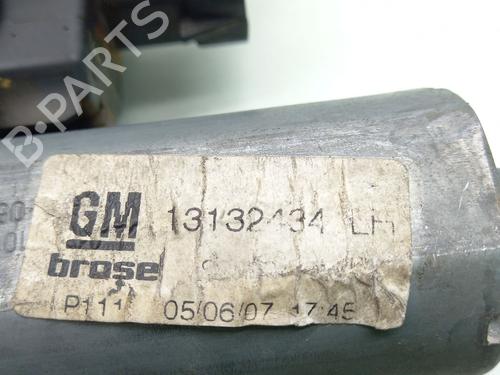 B-PARTS
GM 13132434 LH
brose
P111 05/06/07 17:45